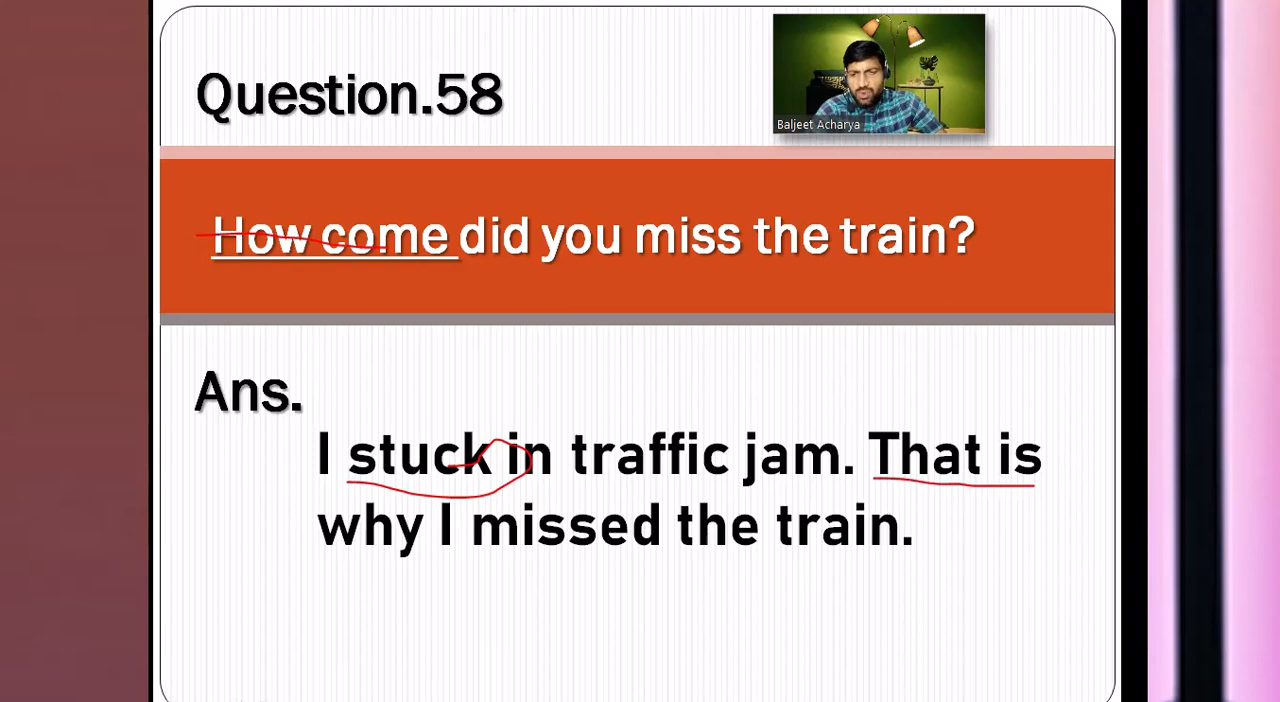 Question.58
Baljeet Acharya
How come did you miss the train?
Ans.
I stuck in traffic jam. That is
why I missed the train.